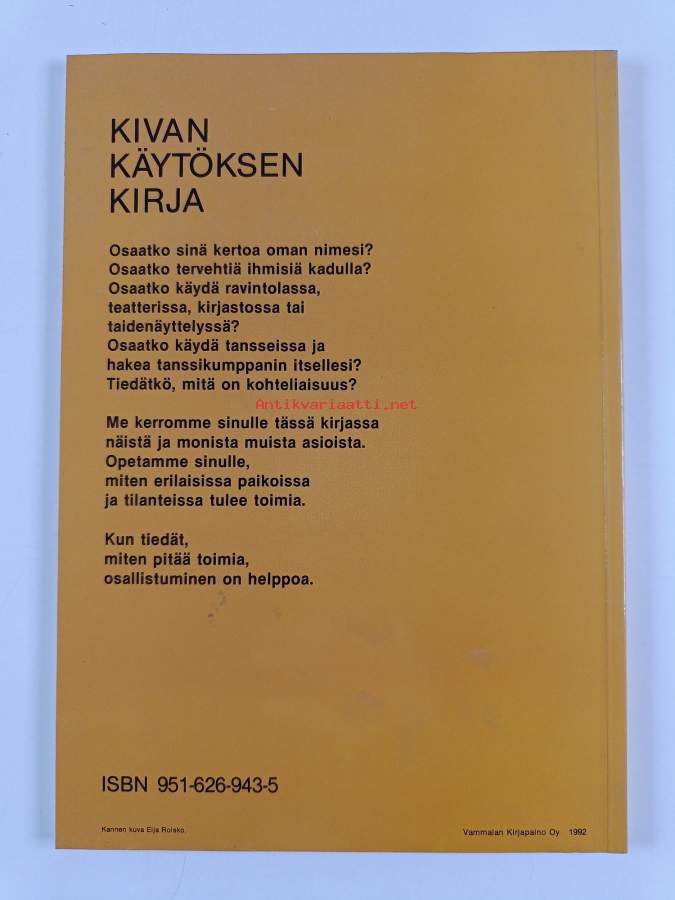 KIVAN
KÄYTÖKSEN
KIRJA
Osaatko sinä kertoa oman nimesi?
Osaatko tervehtiä ihmisiä kadulla?
Osaatko käydä ravintolassa,
teatterissa, kirjastossa tai
taidenäyttelyssä?
Osaatko käydä tansseissa ja
hakea tanssikumppanin itsellesi?
Tiedätkö, mitä on kohteliaisuus?
Antikvariaatti.net
Me kerromme sinulle tässä kirjassa
näistä ja monista muista asioista.
Opetamme sinulle,
miten erilaisissa paikoissa
ja tilanteissa tulee toimia.
Kun tiedät,
miten pitää toimia,
osallistuminen on helppoa.
ISBN 951-626-943-5
Kannen kuva Eija Roisko.
Vammalan Kirjapaino Oy 1992